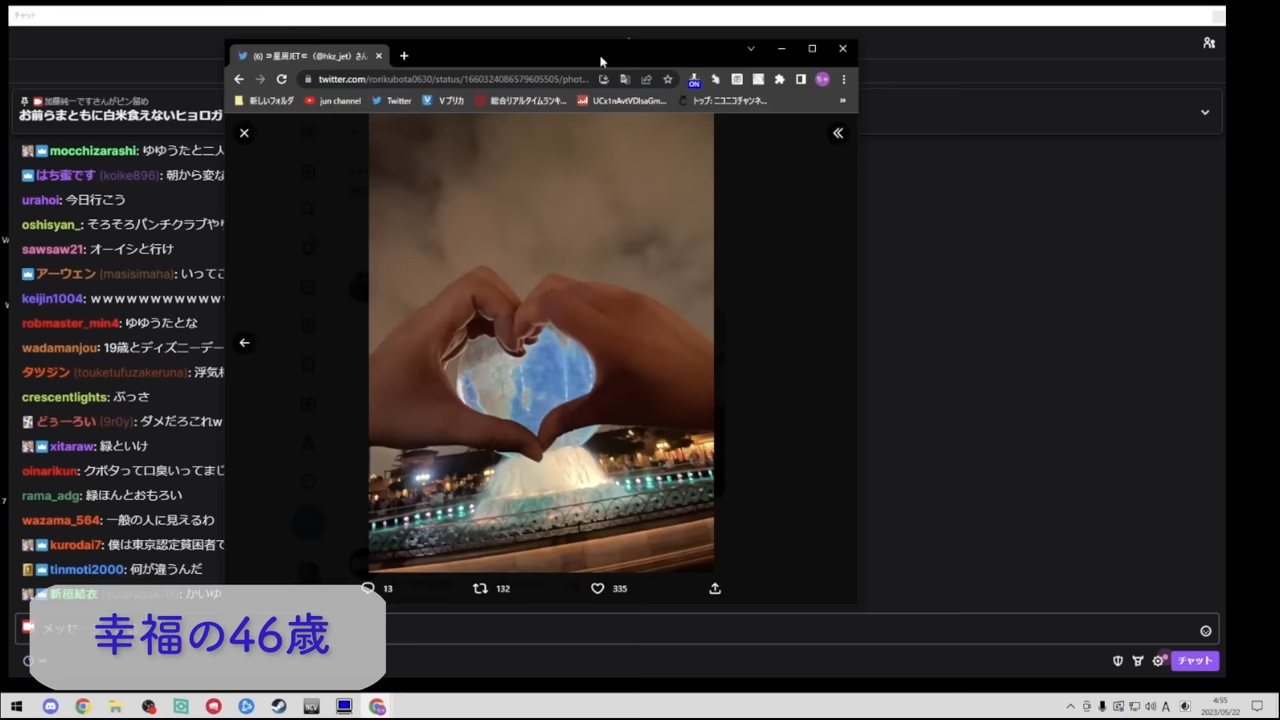 チャット
(6) ⊃星屑JET⊂ (@hkz_jet) さん
twitter.com/rorikubota0630/status/1660324086579605505/phot...
ON
新しいフォルダ
jun channel
Twitter
Vプリカ
総合リアルタイムランキ...
UCx1nAvtVDIsaGm...
トップ: ニコニコチャンネ...
加藤純一ですさんがピン留め
お前らまともに白米食えないヒョロガ
mocchizarashi: ゆゆうたと二人
はち蜜です (koike896): 朝から変な
urahoi: 今日行こう
oshisyan_: そろそろパンチクラブや
sawsaw21: オーイシと行け
アーウェン (masisimaha): いってこ
keijin1004: ｗｗｗｗｗｗｗｗｗｗｗ
robmaster_min4: ゆゆうたとな
wadamanjou: 19歳とディズニーデー
タツジン (touketufuzakeruna): 浮気
crescentlights: ぶっさ
どぅーろい (9r0y): ダメだろこれw
xitaraw: 緑といけ
oinarikun: クボタって口臭いってまじ
rama_adg: 緑ほんとおもろい
wazama_564: 一般の人に見えるわ
kurodai7: 僕は東京認定貧困者で
tinmoti2000: 何が違うんだ
新垣結衣
かいゆ
13
132
335
メッセー
幸福の46歳
チャット
NCV
A
4:55
2023/05/22